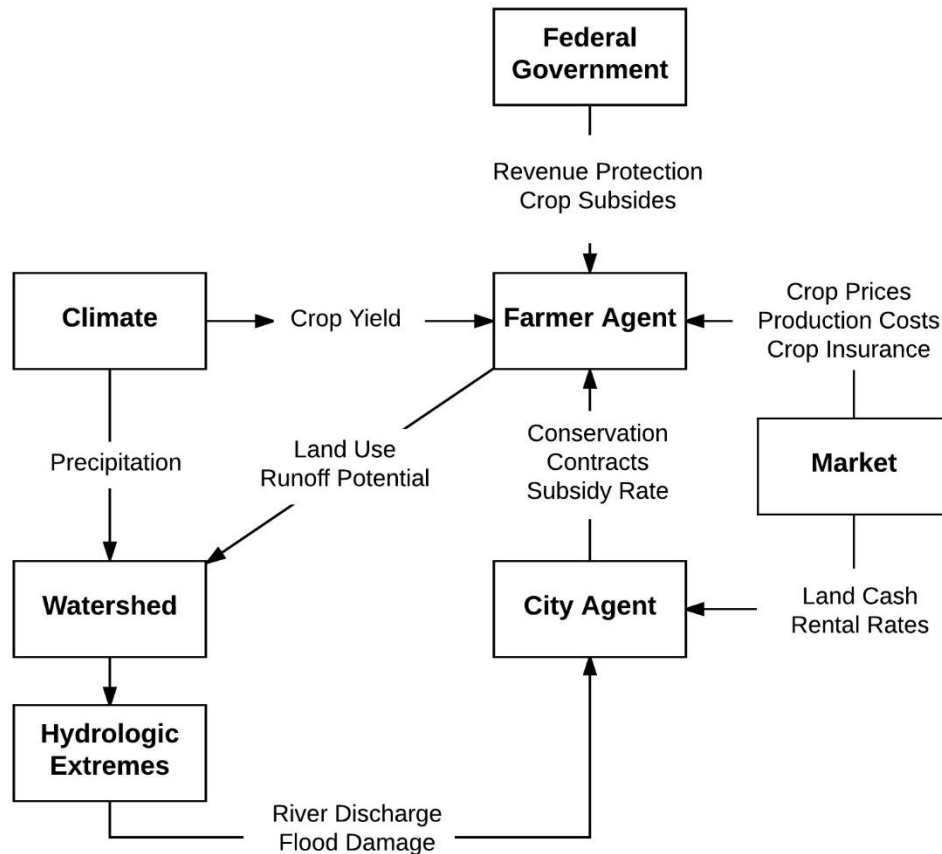 Federal
Government
Revenue Protection
Crop Subsides
Climate
Crop Yield
Farmer Agent
Crop Prices
Production Costs
Crop Insurance
Precipitation
Land Use
Runoff Potential
Conservation
Contracts
Subsidy Rate
Market
Watershed
City Agent
Land Cash
Rental Rates
Hydrologic
Extremes
River Discharge
Flood Damage